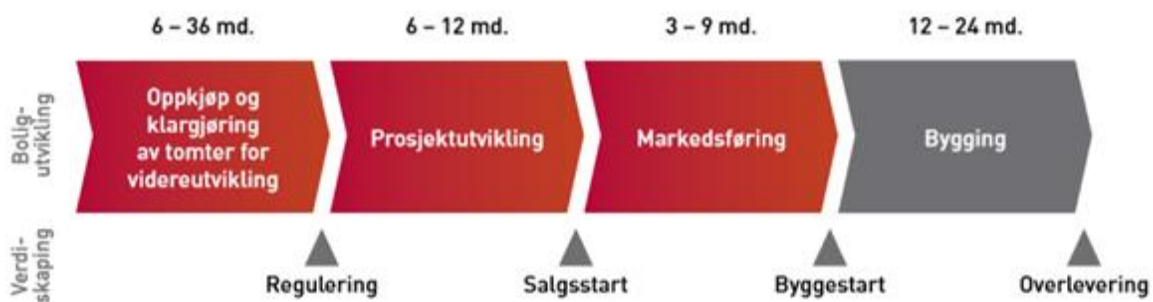 6 – 36 md.
6 – 12 md.
3 – 9 md.
12 – 24 md.
Bolig-
utvikling
Oppkjøp og
klargjøring
av tomter for
videreutvikling
Prosjektutvikling
Markedsføring
Bygging
Verdi-
skaping
Regulering
Salgsstart
Byggestart
Overlevering